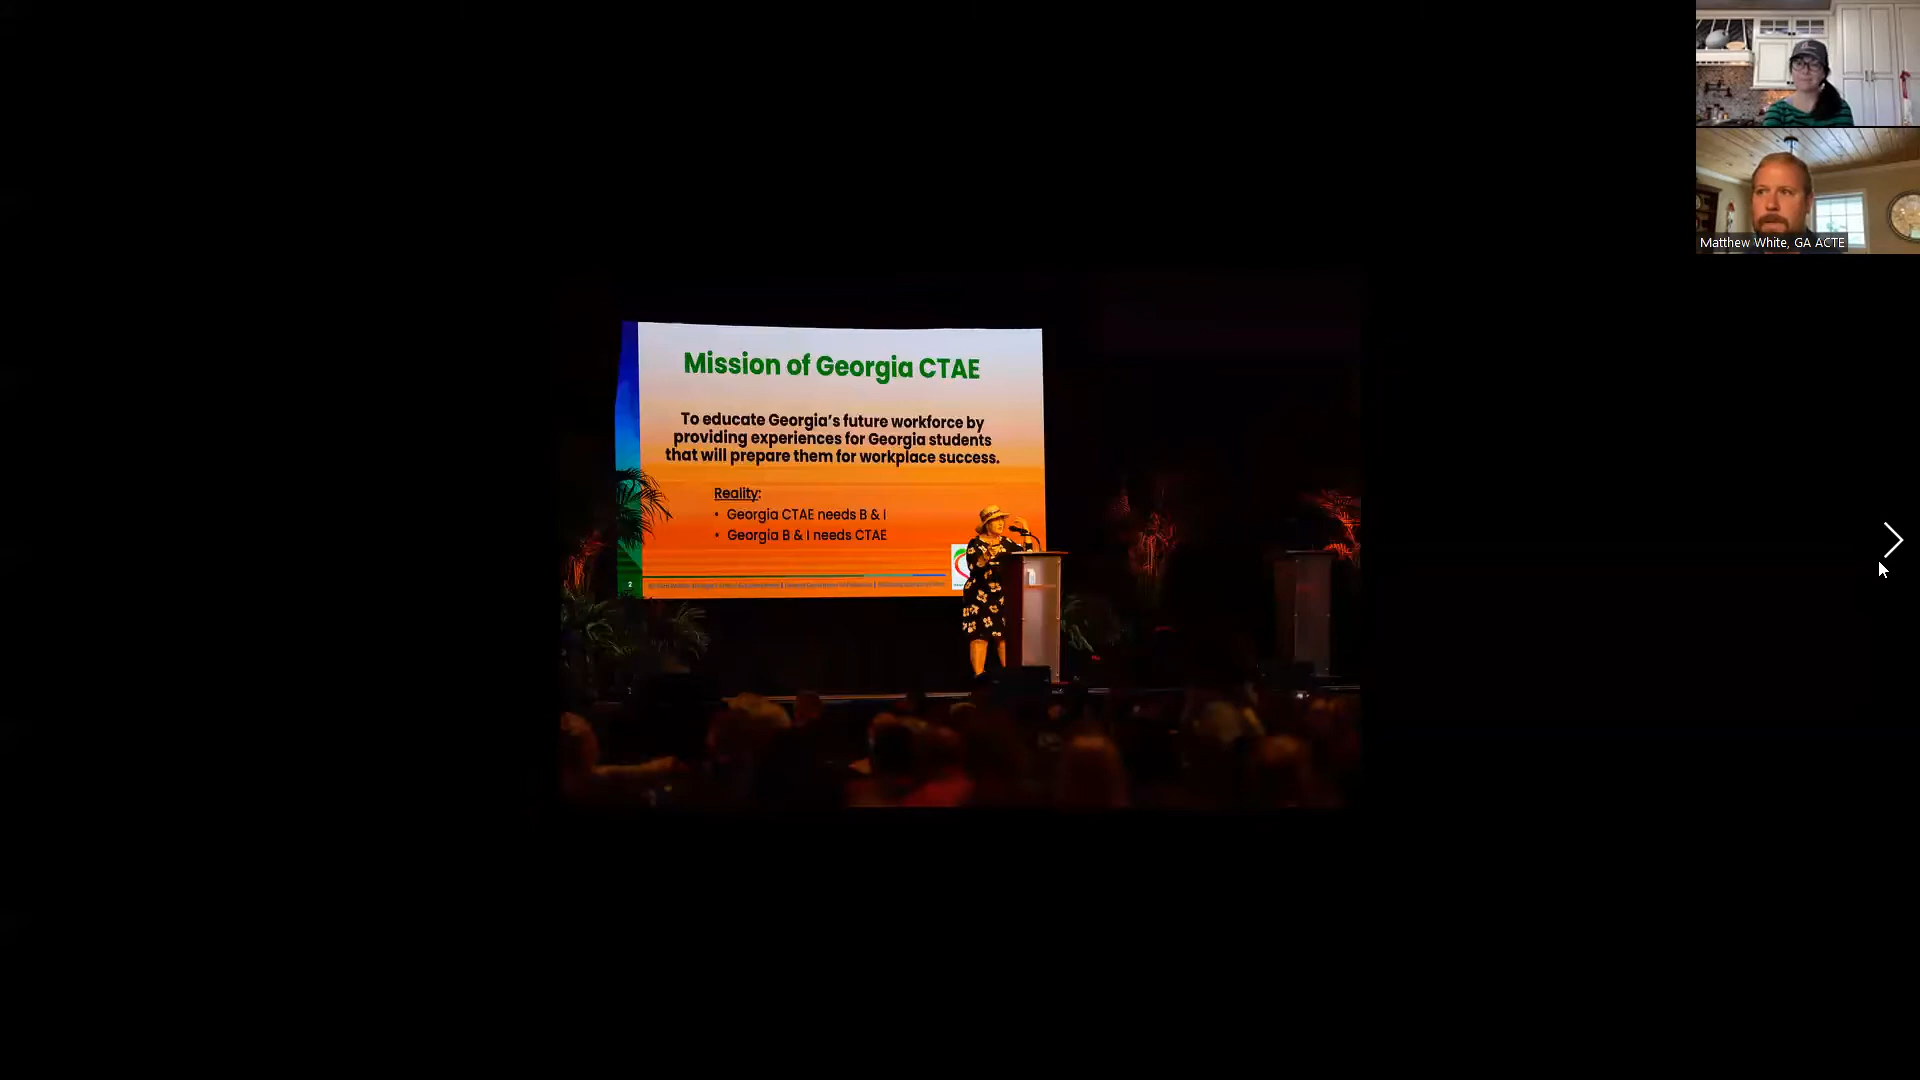 Mission of Georgia CTAE
To educate Georgia's future workforce by
providing experiences for Georgia students
that will prepare them for workplace success.
Reality:
• Georgia CTAE needs B & I
• Georgia B & I needs CTAE
2
Matthew White, GA ACTE